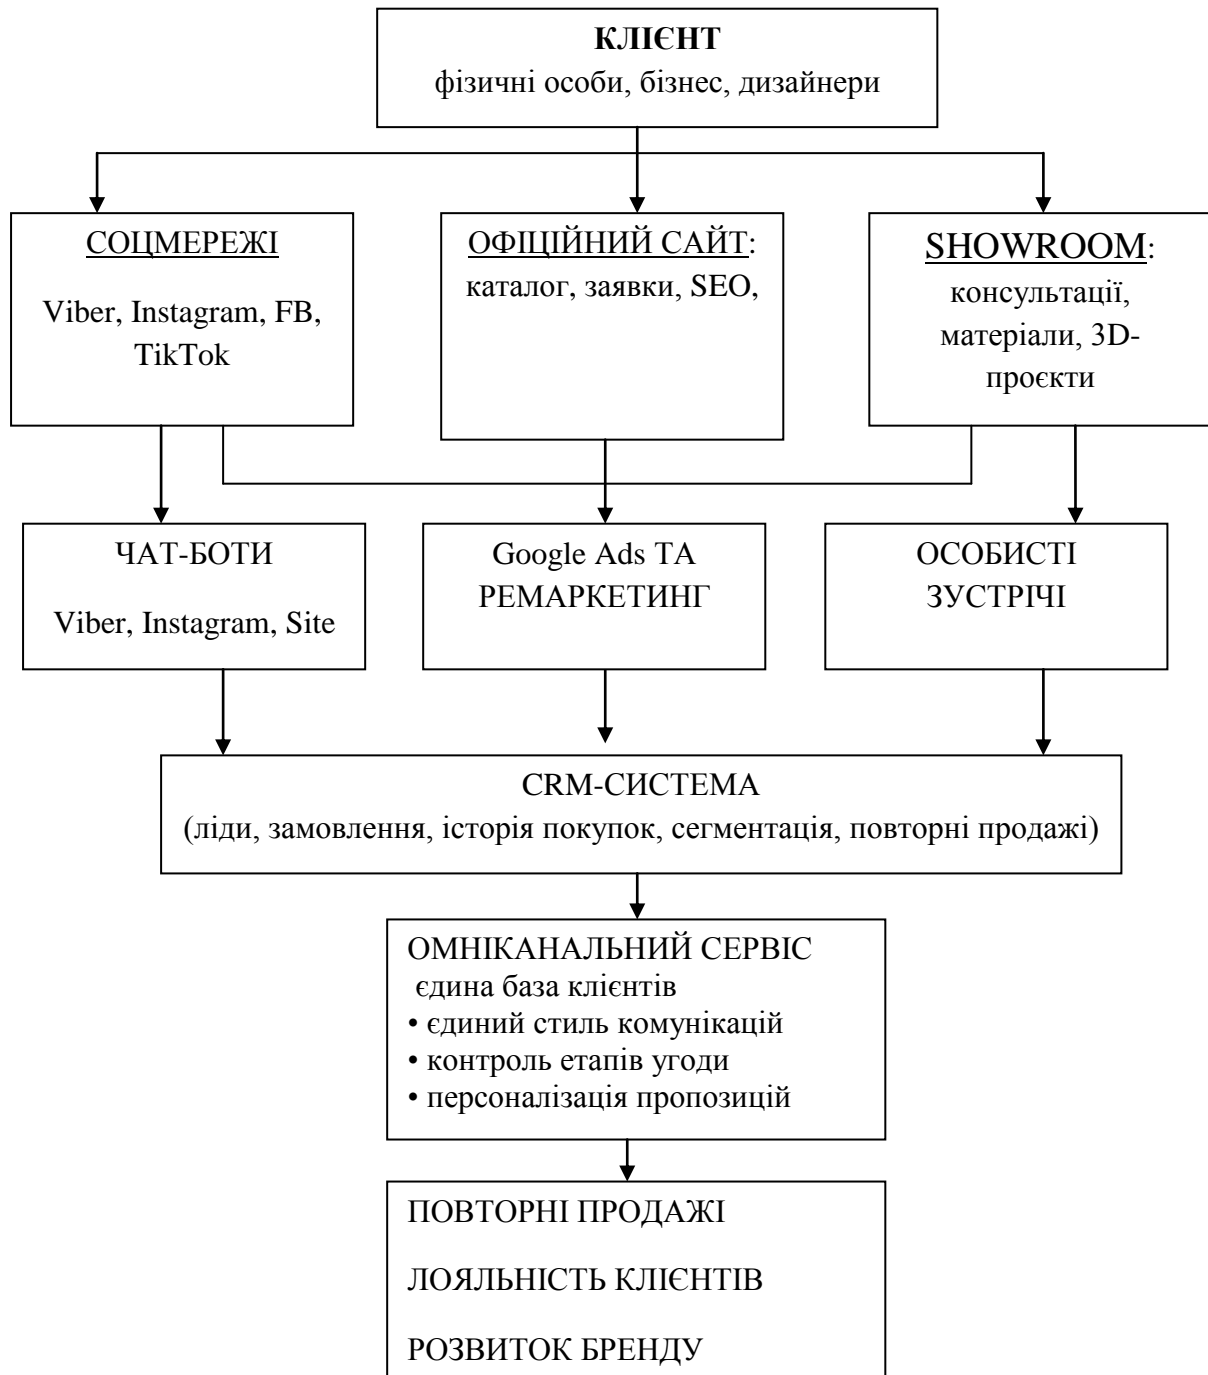 КЛІЄНТ
фізичні особи, бізнес, дизайнери
СОЦМЕРЕЖІ
Viber, Instagram, FB,
TikTok
ОФІЦІЙНИЙ САЙТ:
каталог, заявки, SEO,
SHOWROOM:
консультації,
матеріали, 3D-
проєкти
ЧАТ-БОТИ
Viber, Instagram, Site
Google Ads ТА
РЕМАРКЕТИНГ
ОСОБИСТІ
ЗУСТРІЧІ
CRM-СИСТЕМА
(ліди, замовлення, історія покупок, сегментація, повторні продажі)
ОМНІКАНАЛЬНИЙ СЕРВІС
єдина база клієнтів
• єдиний стиль комунікацій
• контроль етапів угоди
• персоналізація пропозицій
ПОВТОРНІ ПРОДАЖІ
ЛОЯЛЬНІСТЬ КЛІЄНТІВ
РОЗВИТОК БРЕНДУ